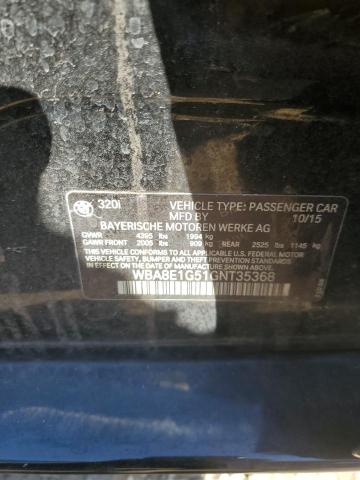 320i VEHICLE TYPE: PASSENGER CAR
MFD BY 10/15
BAYERISCHE MOTOREN WERKE AG
GVWR 4395 lbs 1994 kg
GAWR FRONT 2005 lbs 909 kg REAR 2525 lbs 1145 kg
THIS VEHICLE CONFORMS TO ALL APPLICABLE
U.S. FEDERAL MOTOR VEHICLE SAFETY, BUMPER,
AND THEFT PREVENTION STANDARDS IN EFFECT
ON THE DATE OF MANUFACTURE SHOWN ABOVE.
WBA8E1G51GNT35368